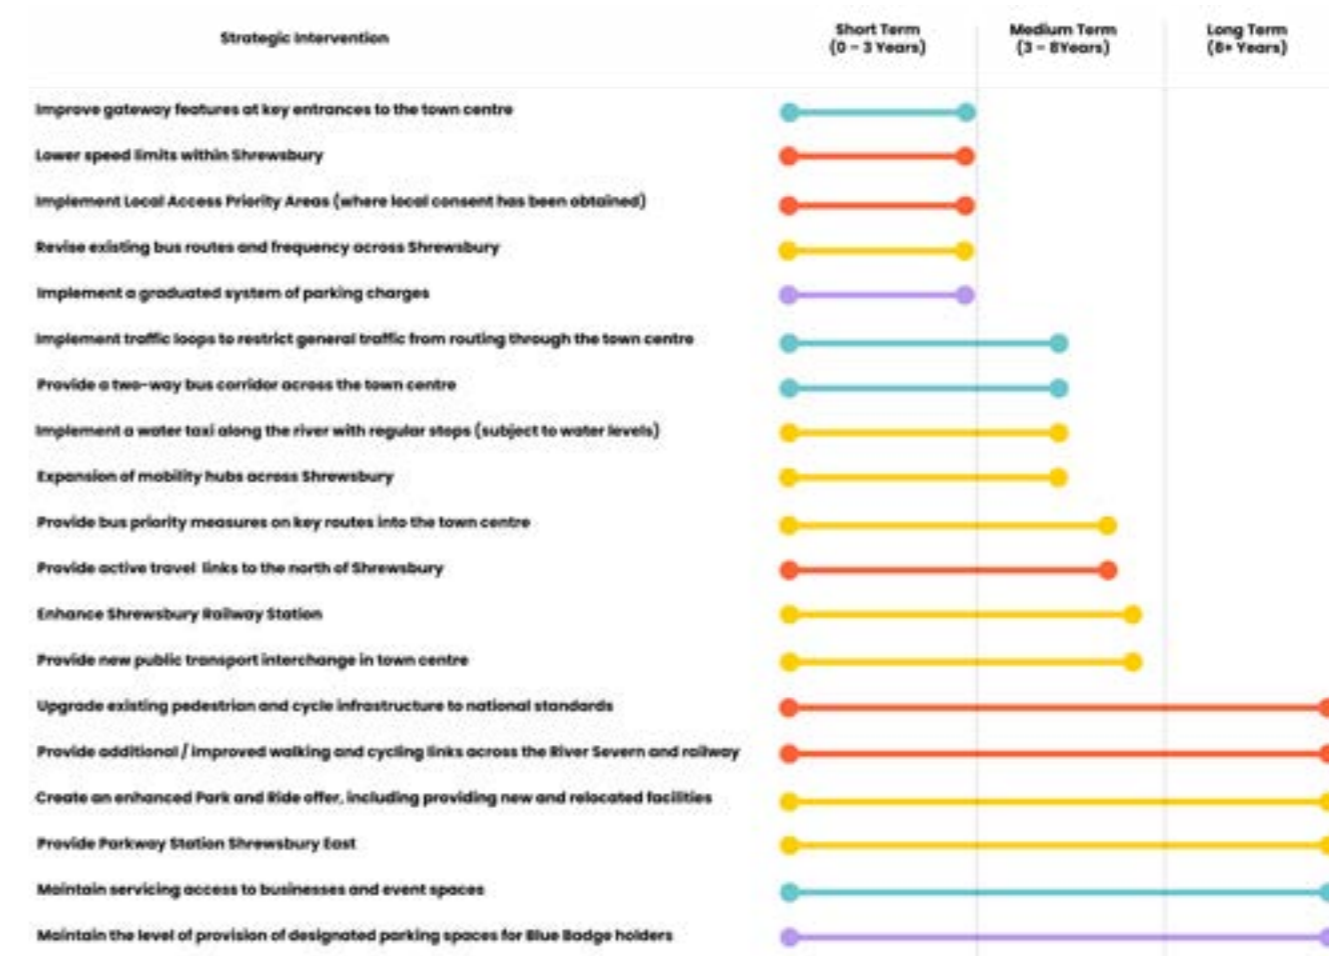 Strategic Intervention
Short Term
(0 - 3 Years)
Medium Term
(3 - 8Years)
Long Term
(8+ Years)
Improve gateway features at key entrances to the town centre
Lower speed limits within Shrewsbury
Implement Local Access Priority Areas (where local consent has been obtained)
Revise existing bus routes and frequency across Shrewsbury
Implement a graduated system of parking charges
Implement traffic loops to restrict general traffic from routing through the town centre
Provide a two-way bus corridor across the town centre
Implement a water taxi along the river with regular stops (subject to water levels)
Expansion of mobility hubs across Shrewsbury
Provide bus priority measures on key routes into the town centre
Provide active travel links to the north of Shrewsbury
Enhance Shrewsbury Railway Station
Provide new public transport interchange in town centre
Upgrade existing pedestrian and cycle infrastructure to national standards
Provide additional / improved walking and cycling links across the River Severn and railway
Create an enhanced Park and Ride offer, including providing new and relocated facilities
Provide Parkway Station Shrewsbury East
Maintain servicing access to businesses and event spaces
Maintain the level of provision of designated parking spaces for Blue Badge holders